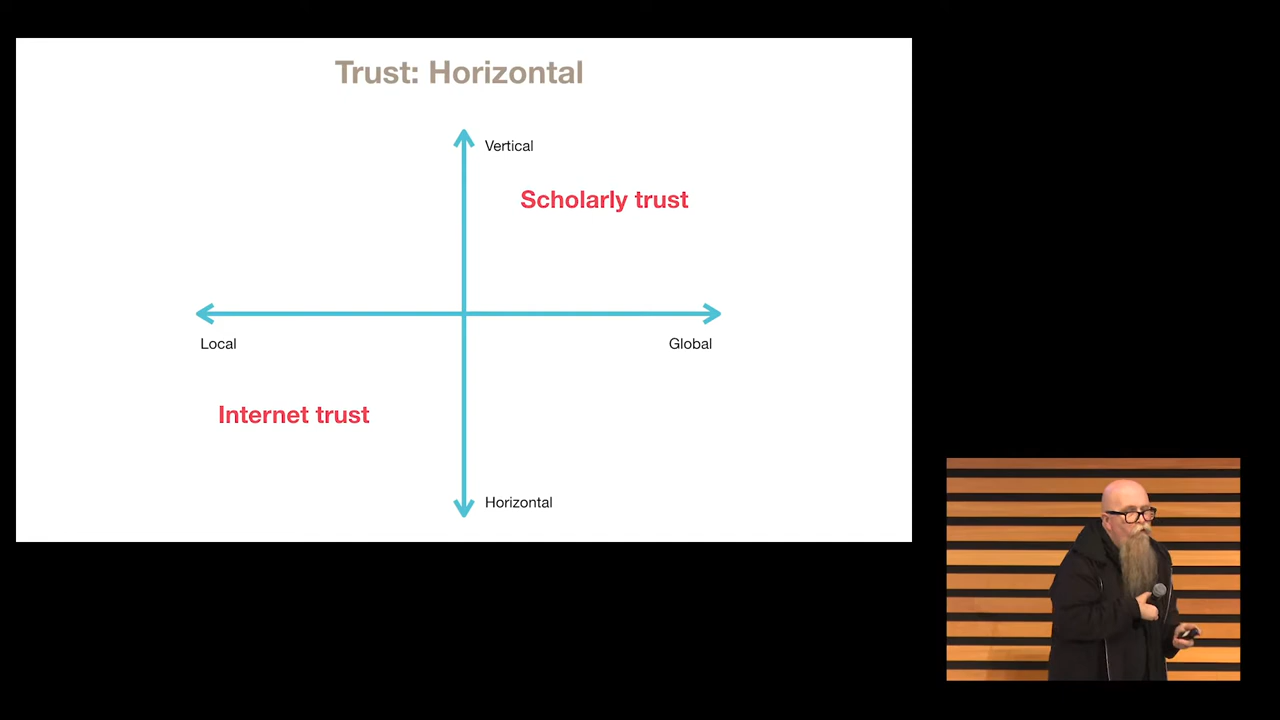 Trust: Horizontal
Vertical
Scholarly trust
Local
Global
Internet trust
Horizontal